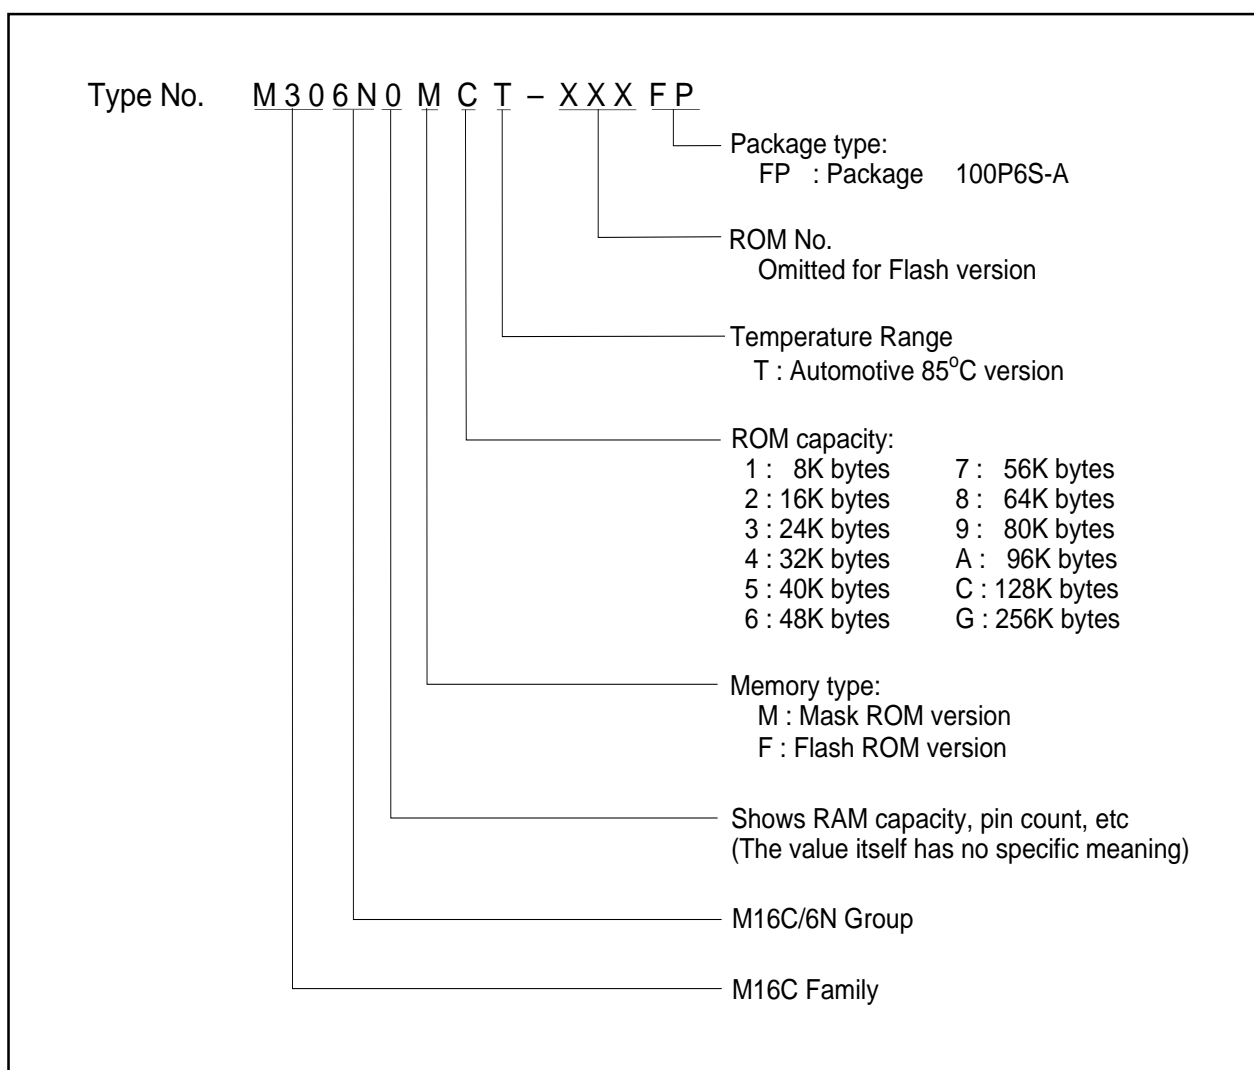 Type No. M 3 0 6 N 0 M C T – X X X F P
Package type:
FP : Package 100P6S-A
ROM No.
Omitted for Flash version
Temperature Range
T : Automotive 85°C version
ROM capacity:
1 : 8K bytes 7 : 56K bytes
2 : 16K bytes 8 : 64K bytes
3 : 24K bytes 9 : 80K bytes
4 : 32K bytes A : 96K bytes
5 : 40K bytes C : 128K bytes
6 : 48K bytes G : 256K bytes
Memory type:
M : Mask ROM version
F : Flash ROM version
Shows RAM capacity, pin count, etc
(The value itself has no specific meaning)
M16C/6N Group
M16C Family